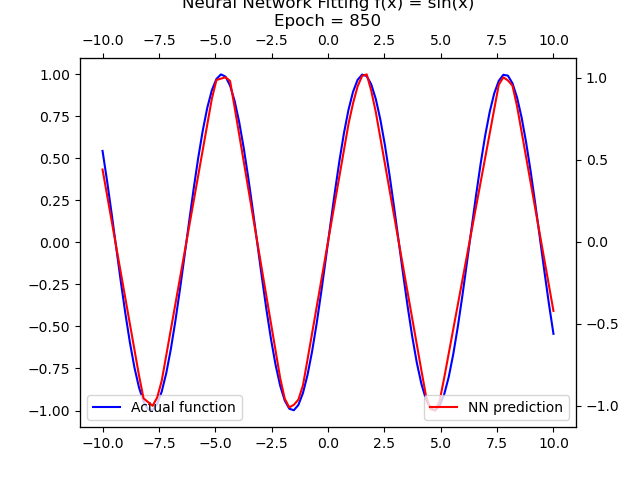 Neural Network Fitting f(x) = sin(x)
Epoch = 850
−10.0 −7.5 −5.0 −2.5 0.0 2.5 5.0 7.5 10.0
1.00 1.0
0.75
0.50 0.5
0.25
0.00 0.0
−0.25
−0.50 −0.5
−0.75
−1.00 −1.0
Actual function NN prediction
−10.0 −7.5 −5.0 −2.5 0.0 2.5 5.0 7.5 10.0